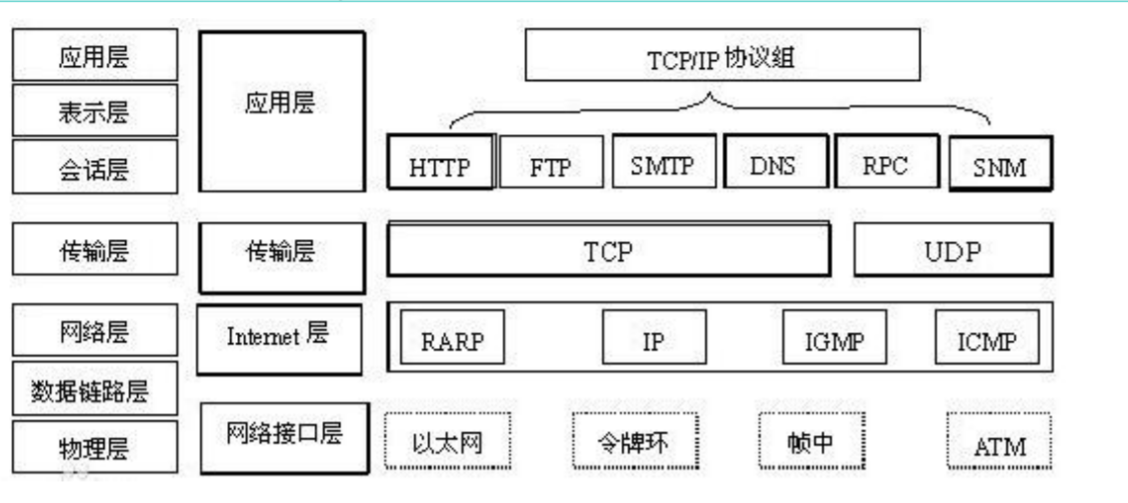 应用层
表示层
会话层
传输层
网络层
数据链路层
物理层
应用层
传输层
Internet 层
网络接口层
TCP/IP 协议组
HTTP FTP SMTP DNS RPC SNM
TCP UDP
RARP IP IGMP ICMP
以太网 令牌环 帧中 ATM